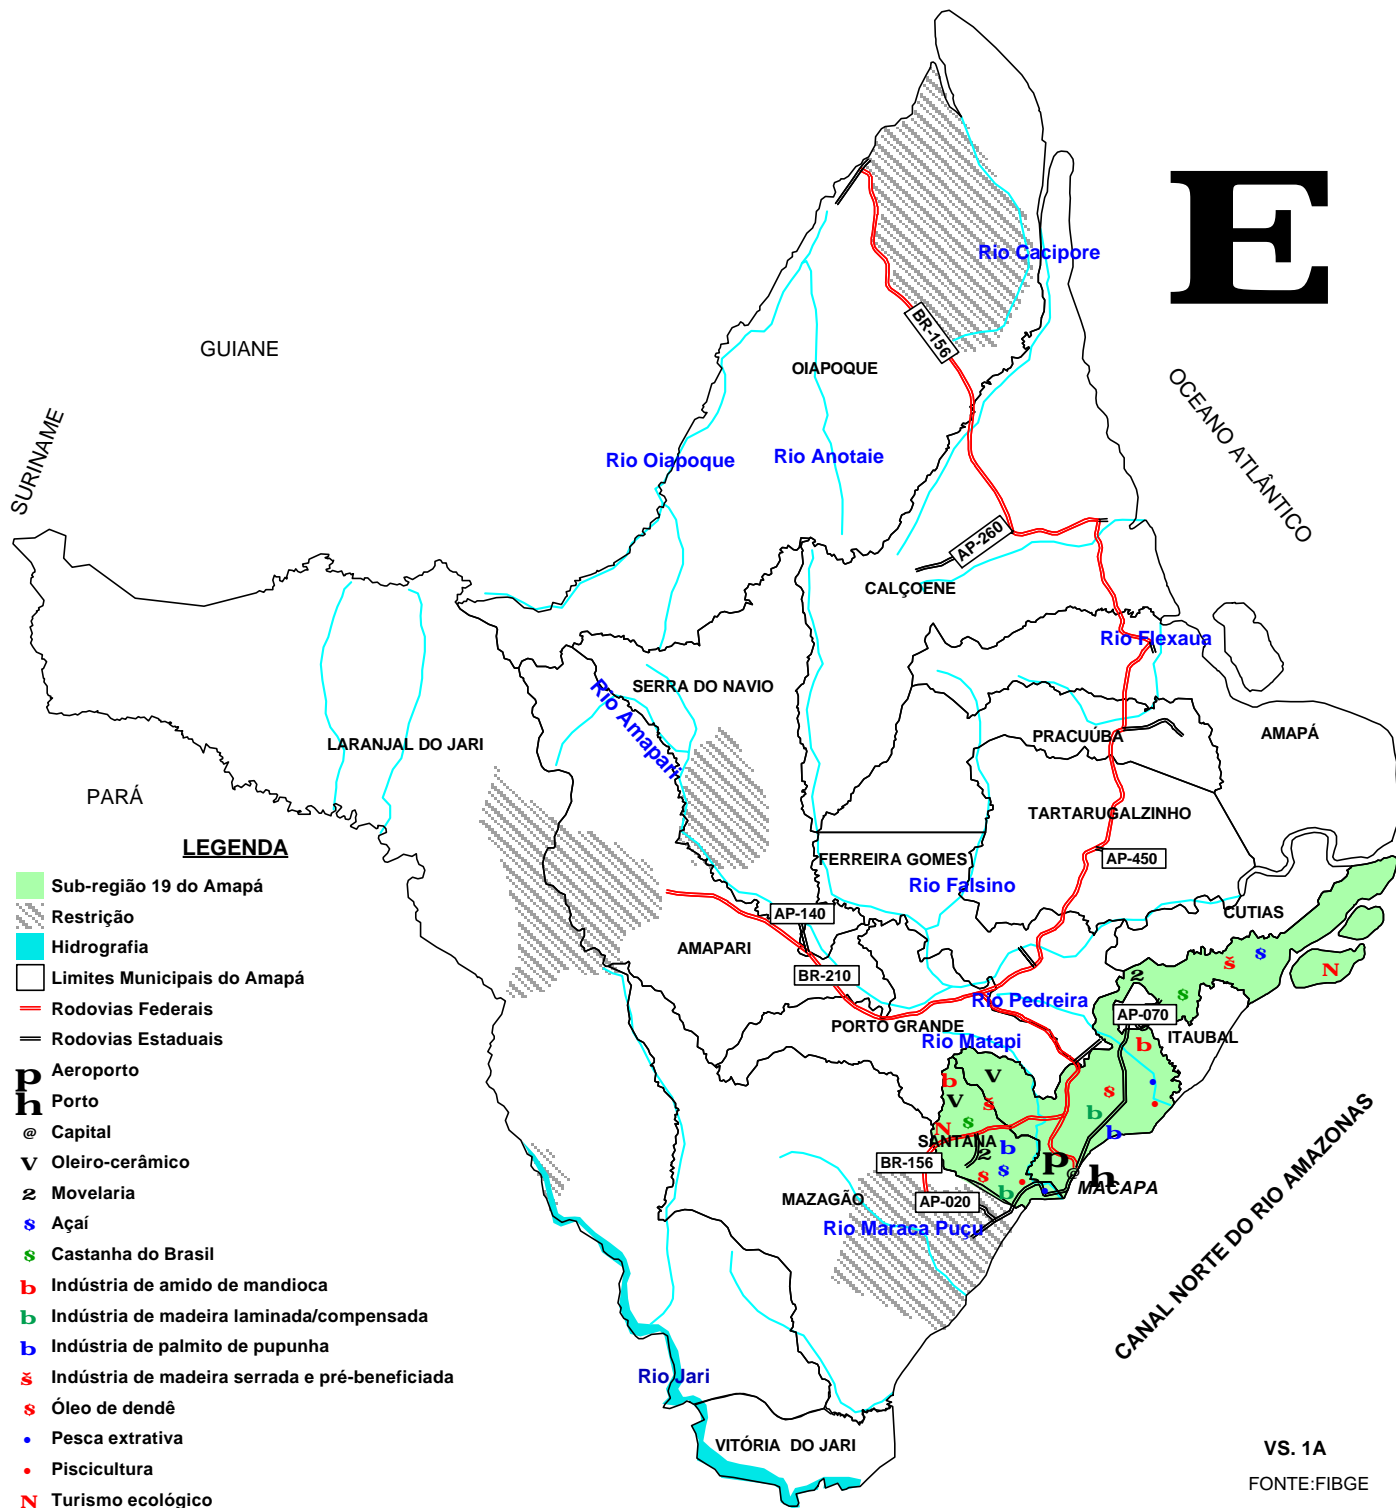 E
Rio Cacipore
BR-156
GUIANE
OIAPOQUE
OCEANO ATLÂNTICO
SURINAME
Rio Oiapoque
Rio Anotaie
AP-260
CALÇOENE
Rio Flexaua
SERRA DO NAVIO
Rio Amapari
LARANJAL DO JARI
PRACUÚBA
AMAPÁ
PARÁ
TARTARUGALZINHO
FERREIRA GOMES
AP-450
Rio Falsino
AP-140
CUTIAS
AMAPARI
BR-210
Rio Pedreira
AP-070
PORTO GRANDE
ITAUBAL
Rio Matapi
SANTANA
BR-156
AP-020
MACAPA
MAZAGÃO
Rio Maraca Puçu
CANAL NORTE DO RIO AMAZONAS
Rio Jari
VITÓRIA DO JARI
LEGENDA
Sub-região 19 do Amapá
Restrição
Hidrografia
Limites Municipais do Amapá
Rodovias Federais
Rodovias Estaduais
p Aeroporto
h Porto
@ Capital
V Oleiro-cerâmico
2 Movelaria
§ Açaí
§ Castanha do Brasil
b Indústria de amido de mandioca
b Indústria de madeira laminada/compensada
b Indústria de palmito de pupunha
š Indústria de madeira serrada e pré-beneficiada
§ Óleo de dendê
• Pesca extrativa
• Piscicultura
N Turismo ecológico
VS. 1A
FONTE:FIBGE